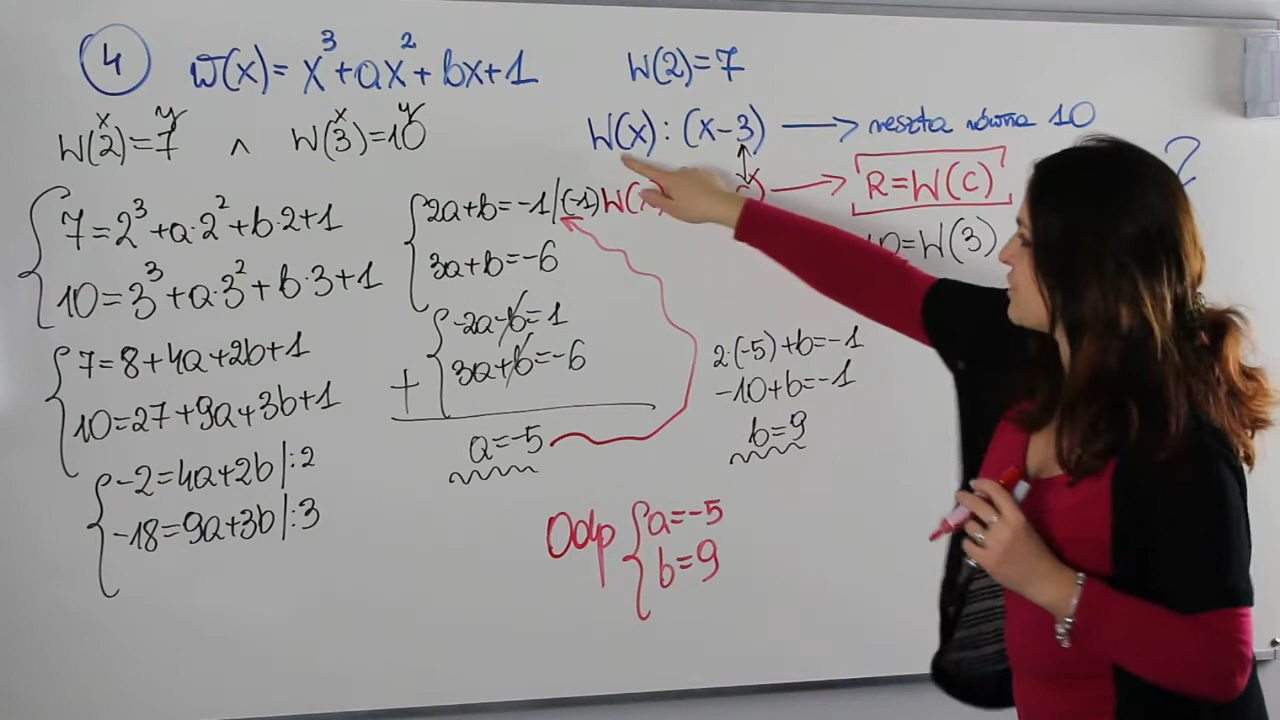 4 W(x)=x³+ax²+bx+1
W(2)=7
x y x y
W(2)=7 ∧ W(3)=10
W(x):(x-3) → reszta równa 10
?
R=W(c)
=W(3)
7=2³+a·2²+b·2+1
10=3³+a·3²+b·3+1
7=8+4a+2b+1
10=27+9a+3b+1
-2=4a+2b|:2
-18=9a+3b|:3
2a+b=-1|(-1)
3a+b=-6
-2a-b=1
+ 3a+b=-6
a=-5
2·(-5)+b=-1
-10+b=-1
b=9
Odp a=-5
b=9